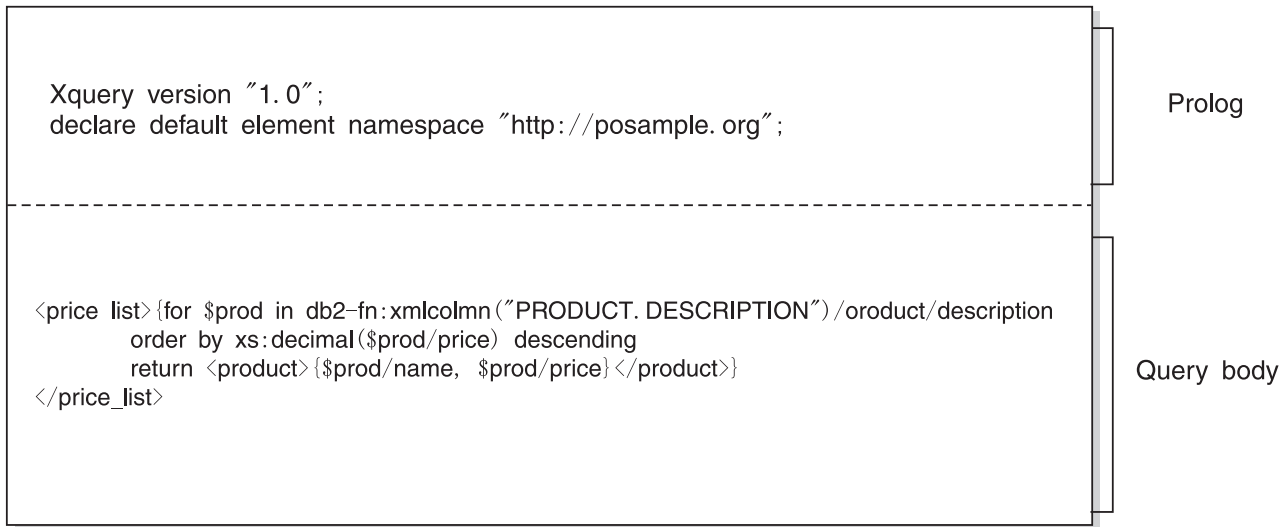 Xquery version "1.0";
declare default element namespace "http://posample.org";
Prolog
<price list>{for $prod in db2-fn:xmlcolmn("PRODUCT.DESCRIPTION")/oroduct/description
order by xs:decimal($prod/price) descending
return <product>{$prod/name, $prod/price}</product>}
</price_list>
Query body